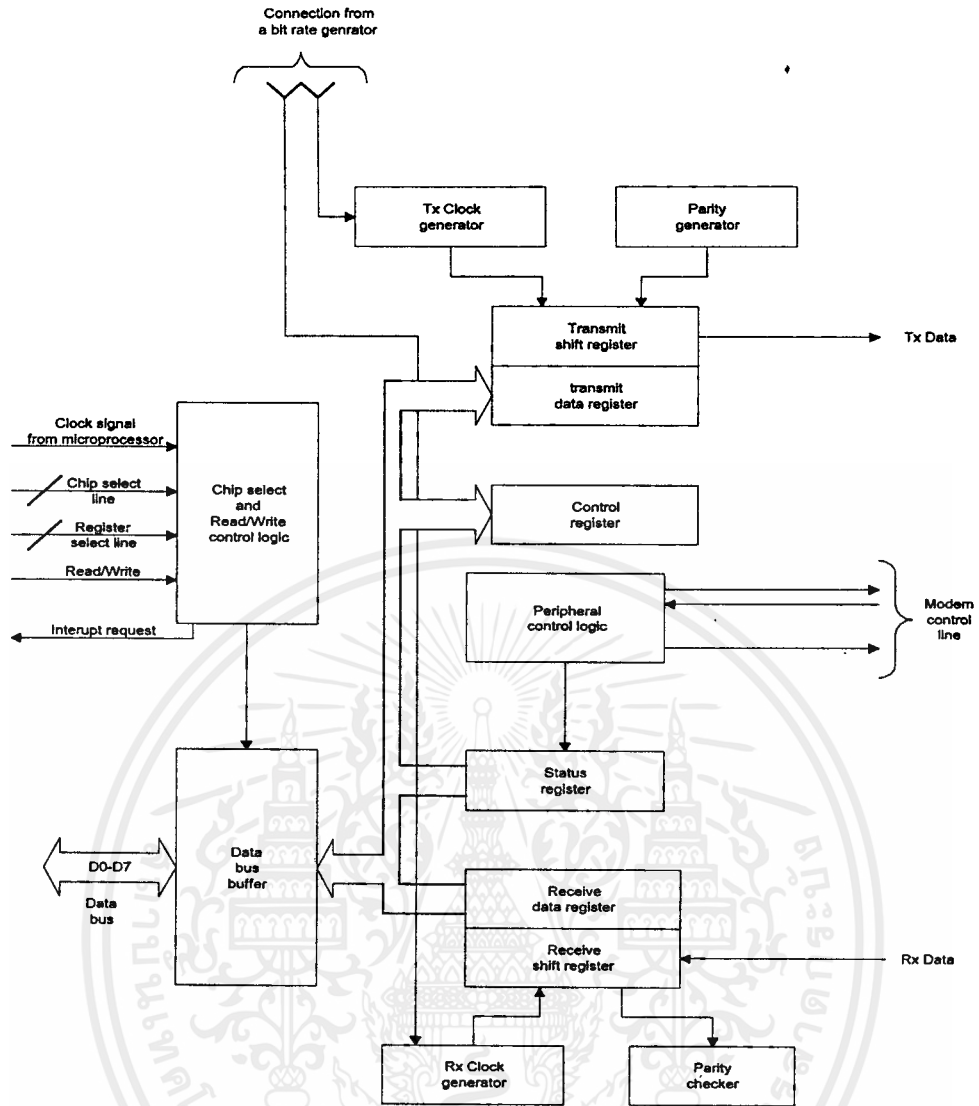 Connection from
a bit rate genrator
Tx Clock
generator
Parity
generator
Transmit
shift register
Tx Data
transmit
data register
Clock signal
from microprocessor
Chip select
line
Register
select line
Read/Write
Interupt request
Chip select
and
Read/Write
control logic
Control
register
Peripheral
control logic
Modem
control
line
Status
register
D0-D7
Data
bus
Data
bus
buffer
Receive
data register
Receive
shift register
Rx Data
Rx Clock
generator
Parity
checker